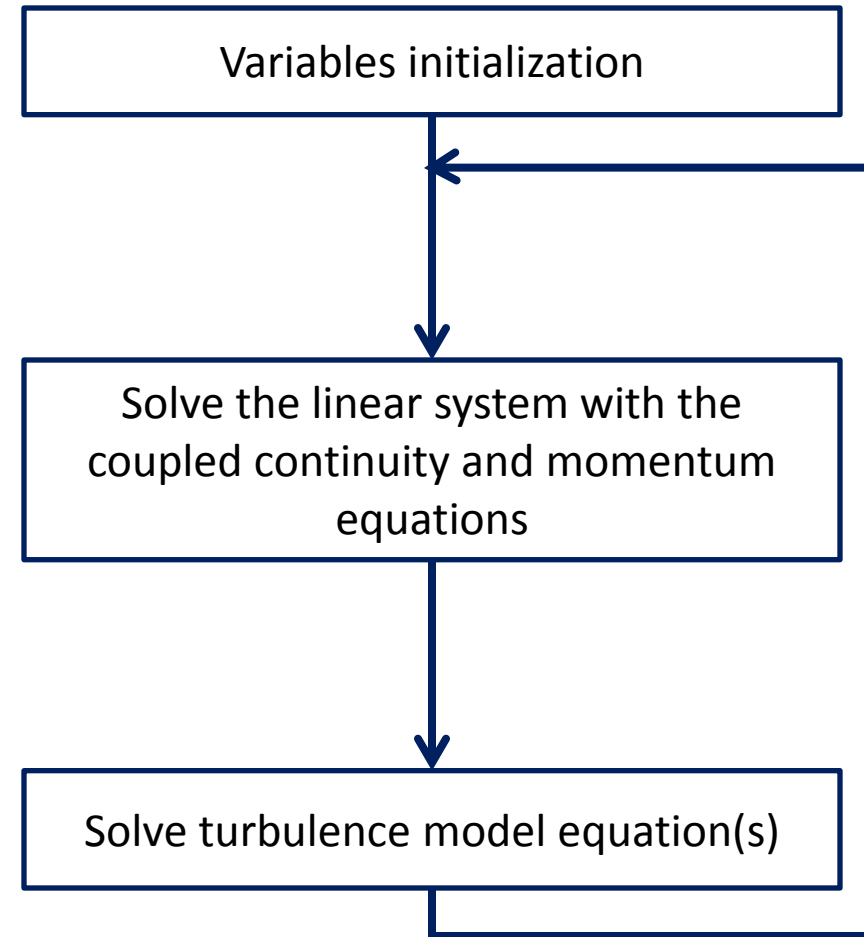 Variables initialization
Solve the linear system with the
coupled continuity and momentum
equations
Solve turbulence model equation(s)